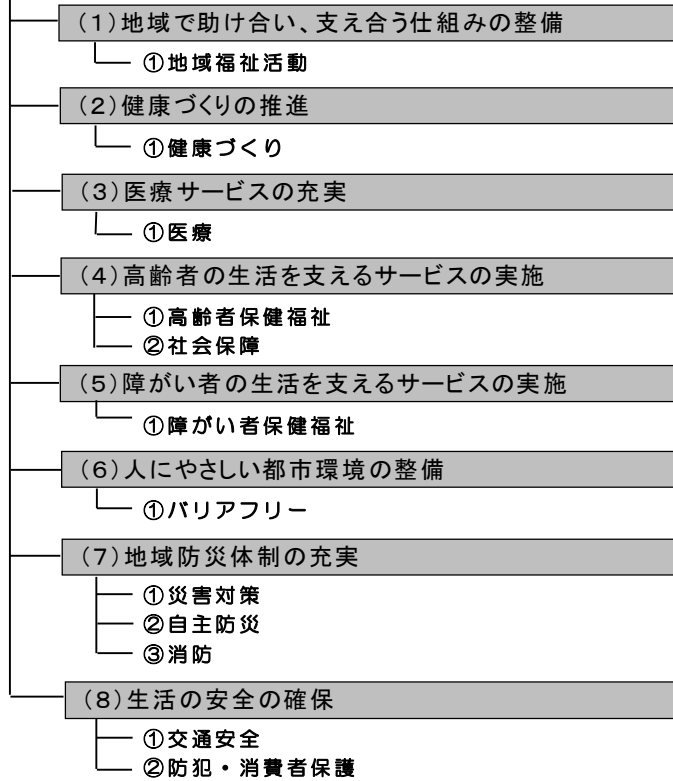 （１）地域で助け合い、支え合う仕組みの整備
①地域福祉活動
（２）健康づくりの推進
①健康づくり
（３）医療サービスの充実
①医療
（４）高齢者の生活を支えるサービスの実施
①高齢者保健福祉
②社会保障
（５）障がい者の生活を支えるサービスの実施
①障がい者保健福祉
（６）人にやさしい都市環境の整備
①バリアフリー
（７）地域防災体制の充実
①災害対策
②自主防災
③消防
（８）生活の安全の確保
①交通安全
②防犯・消費者保護